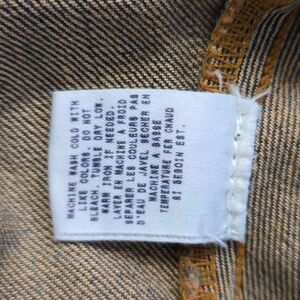 MACHINE WASH COLD WITH
LIKE COLORS. DO NOT
BLEACH. TUMBLE DRY LOW.
WARM IRON IF NEEDED.
LAVER EN MACHINE A FROID
SEPARER LES COULEURS PAS
D'EAU DE JAVEL SECHER EN
MACHINE A BASSE
TEMPERATURE FER CHAUD
SI BESOIN EST.